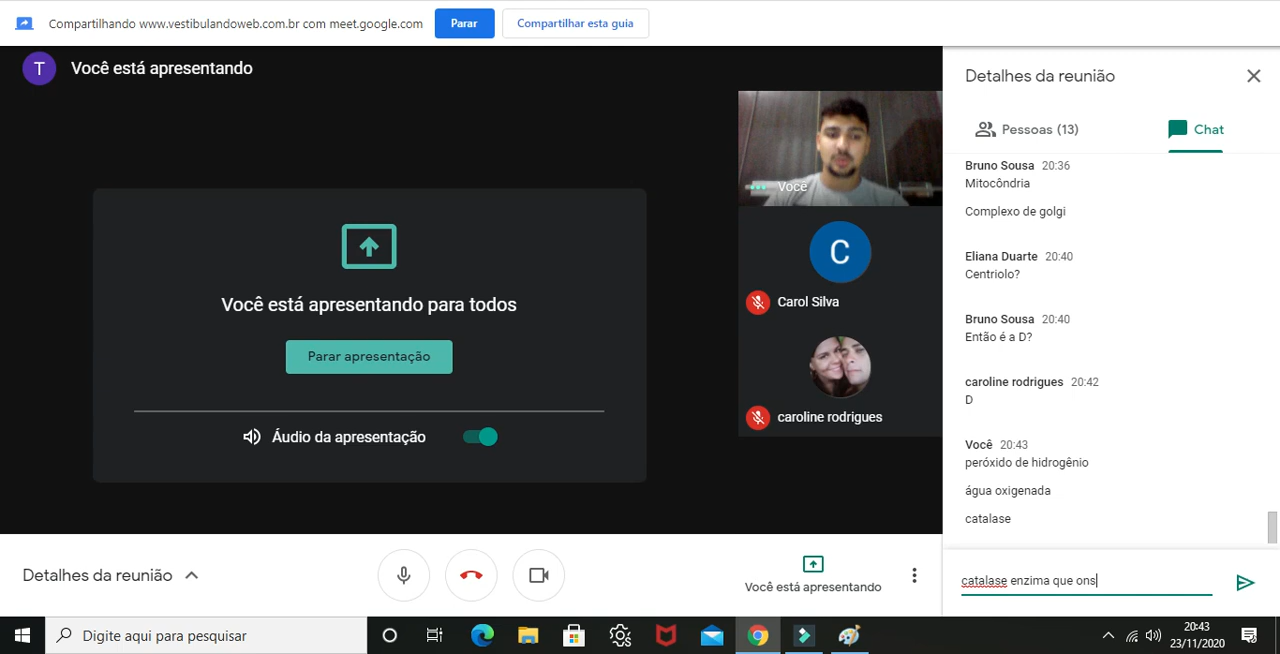 Compartilhando www.vestibulandoweb.com.br com meet.google.com
Parar
Compartilhar esta guia
T
Você está apresentando
Você está apresentando para todos
Parar apresentação
Áudio da apresentação
Você
C
Carol Silva
caroline rodrigues
Detalhes da reunião
Pessoas (13)
Chat
Bruno Sousa 20:36
Mitocôndria
Complexo de golgi
Eliana Duarte 20:40
Centriolo?
Bruno Sousa 20:40
Então é a D?
caroline rodrigues 20:42
D
Você 20:43
peróxido de hidrogênio
água oxigenada
catalase
catalase enzima que ons
Detalhes da reunião
Você está apresentando
Digite aqui para pesquisar
20:43
23/11/2020